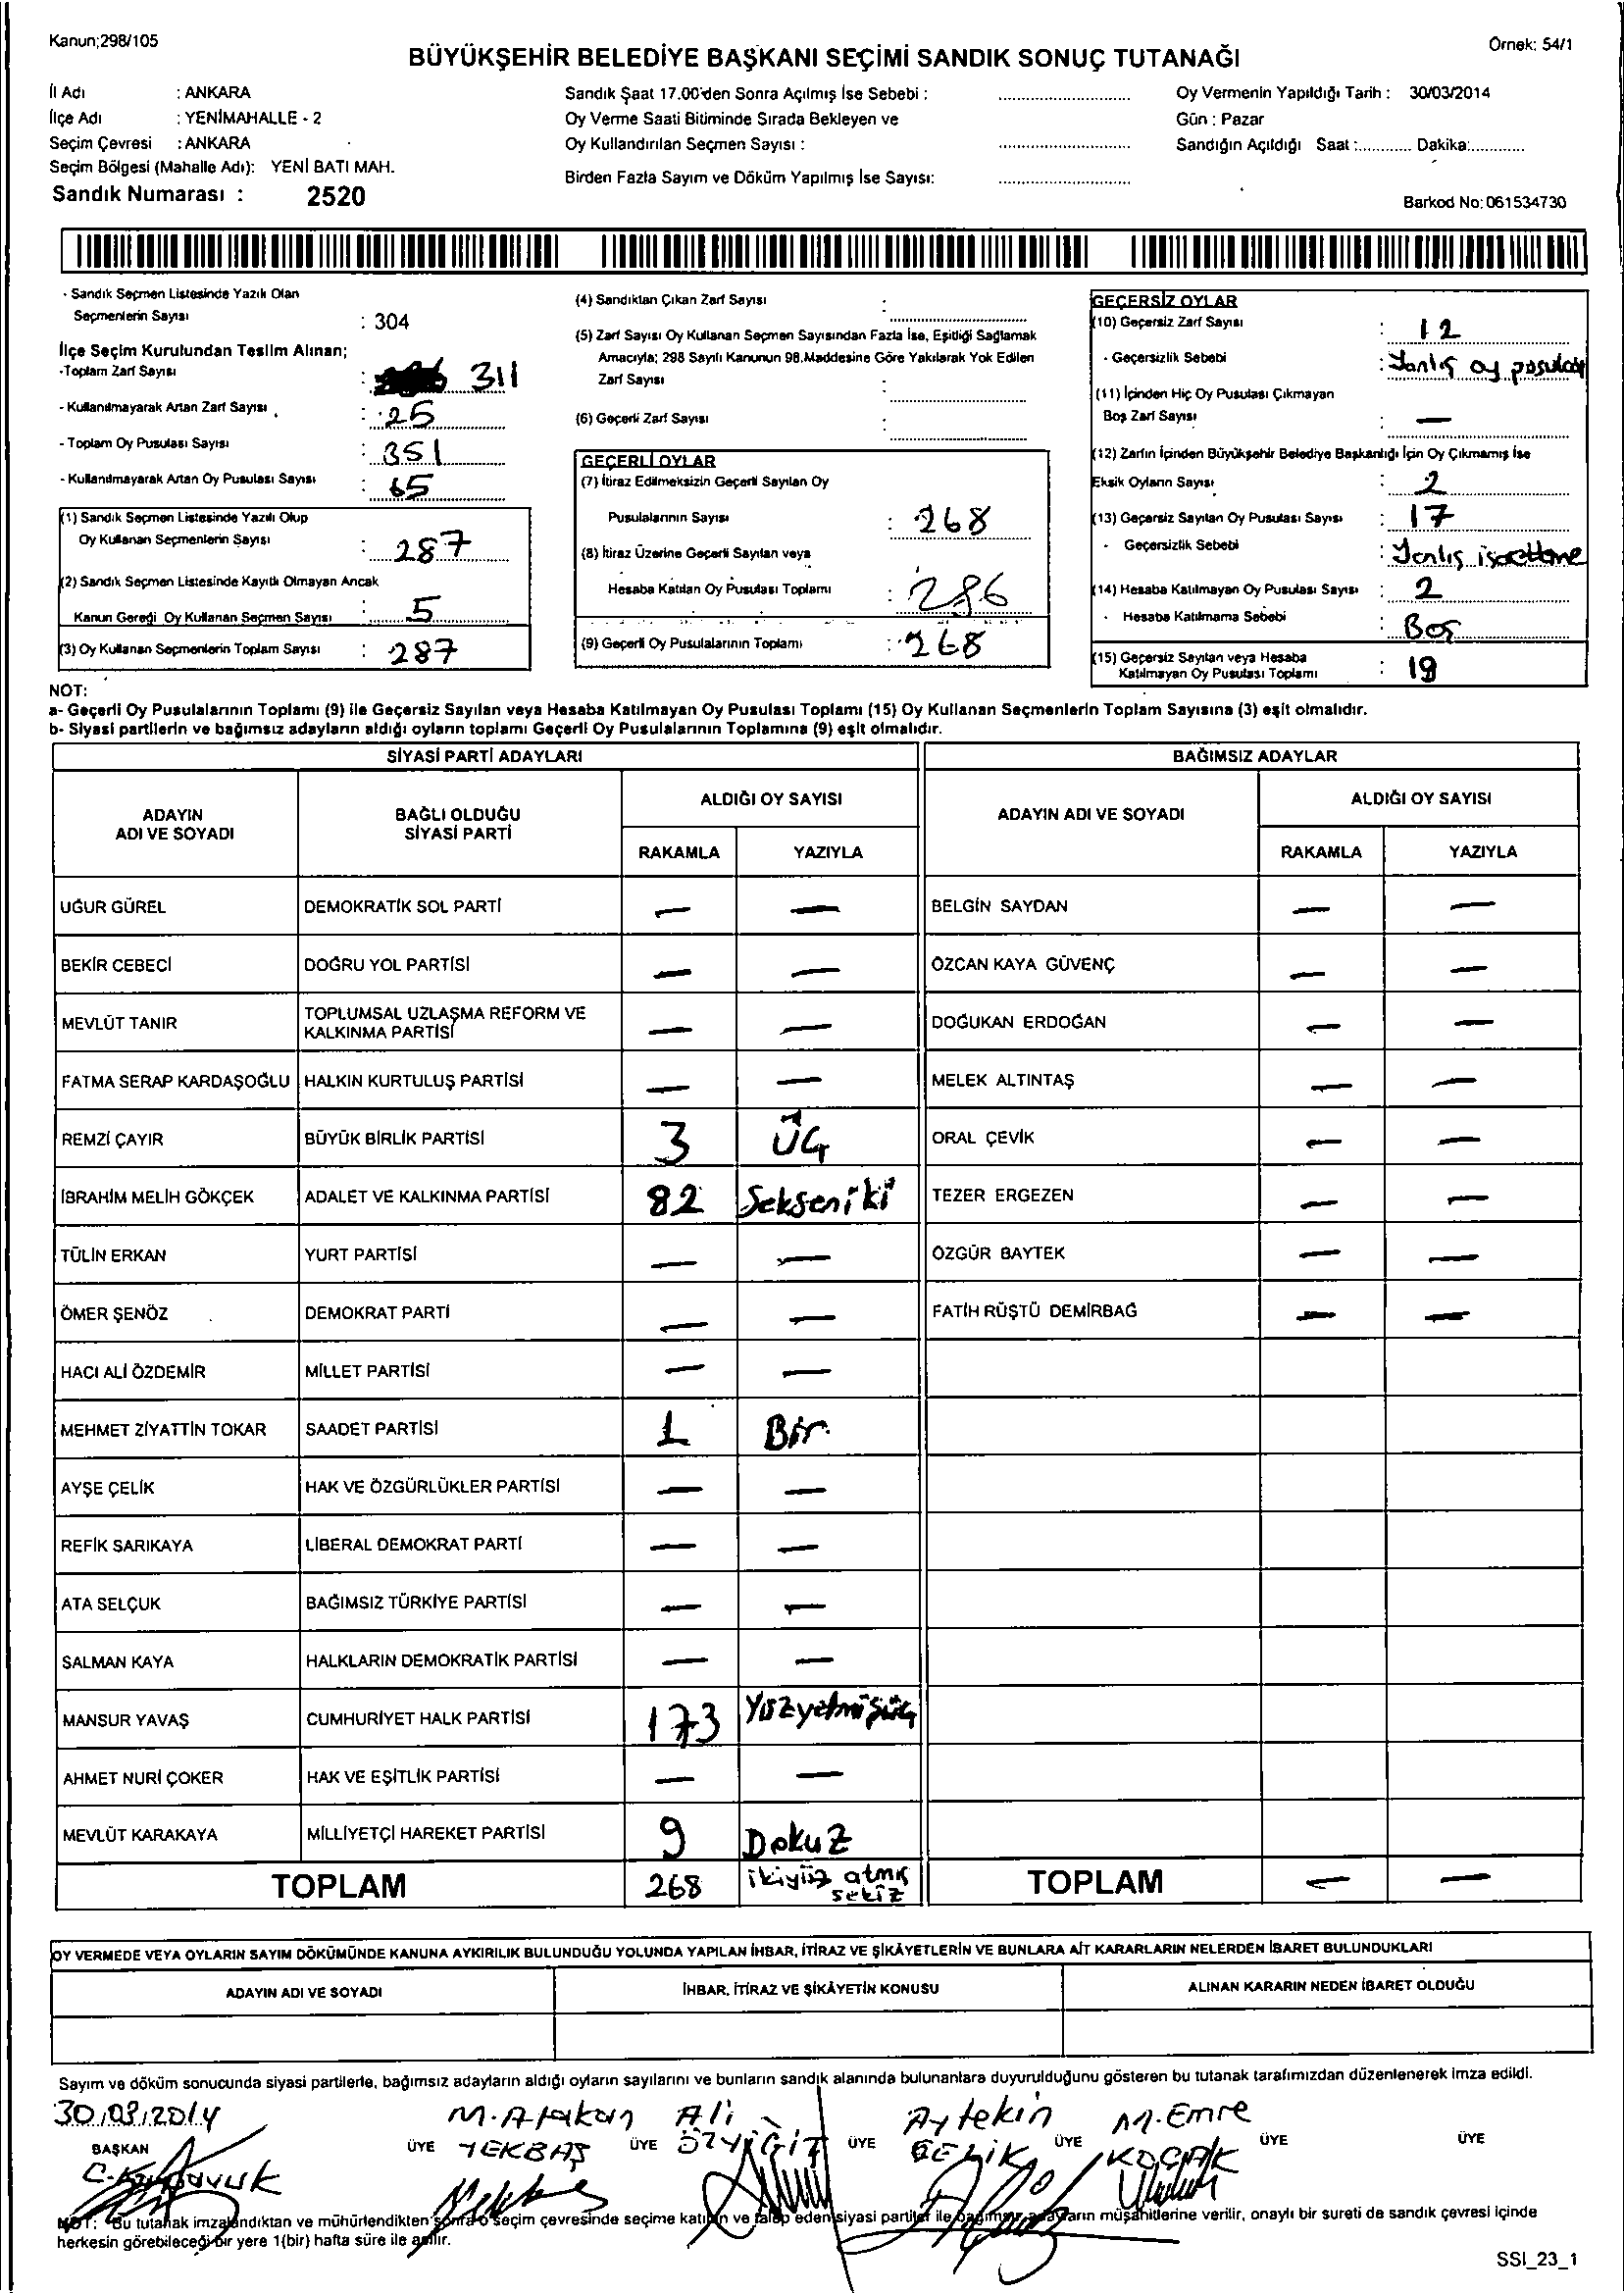 Kanun;298/105
Örnek: 54/1
BÜYÜKŞEHİR BELEDİYE BAŞKANI SEÇİMİ SANDIK SONUÇ TUTANAĞI
İl Adı : ANKARA
İlçe Adı : YENİMAHALLE - 2
Seçim Çevresi : ANKARA
Seçim Bölgesi (Mahalle Adı): YENİ BATI MAH.
Sandık Numarası : 2520
Sandık Saat 17.00'den Sonra Açılmış İse Sebebi :
Oy Verme Saati Bitiminde Sırada Bekleyen ve
Oy Kullandırılan Seçmen Sayısı :
Birden Fazla Sayım ve Döküm Yapılmış İse Sayısı:
Oy Vermenin Yapıldığı Tarih : 30/03/2014
Gün : Pazar
Sandığın Açıldığı Saat :............ Dakika:............
Barkod No: 061534730
- Sandık Seçmen Listesinde Yazılı Olan
Seçmenlerin Sayısı : 304
İlçe Seçim Kurulundan Teslim Alınan;
-Toplam Zarf Sayısı : 311
- Kullanılmayarak Artan Zarf Sayısı : 25
- Toplam Oy Pusulası Sayısı : 351
- Kullanılmayarak Artan Oy Pusulası Sayısı : 65
(1) Sandık Seçmen Listesinde Yazılı Olup
Oy Kullanan Seçmenlerin Sayısı : 287
(2) Sandık Seçmen Listesinde Kayıtlı Olmayan Ancak
Kanun Gereği Oy Kullanan Seçmen Sayısı : 5
(3) Oy Kullanan Seçmenlerin Toplam Sayısı : 287
(4) Sandıktan Çıkan Zarf Sayısı :
(5) Zarf Sayısı Oy Kullanan Seçmen Sayısından Fazla İse, Eşitliği Sağlamak
Amacıyla; 298 Sayılı Kanunun 98.Maddesine Göre Yakılarak Yok Edilen
Zarf Sayısı :
(6) Geçerli Zarf Sayısı :
GEÇERLİ OYLAR
(7) İtiraz Edilmeksizin Geçerli Sayılan Oy
Pusulalarının Sayısı : 268
(8) İtiraz Üzerine Geçerli Sayılan veya
Hesaba Katılan Oy Pusulası Toplamı : 286
(9) Geçerli Oy Pusulalarının Toplamı : 268
GEÇERSİZ OYLAR
(10) Geçersiz Zarf Sayısı : 12
- Geçersizlik Sebebi : Yanlış oy pusulası
(11) İçinden Hiç Oy Pusulası Çıkmayan
Boş Zarf Sayısı : —
(12) Zarfın İçinden Büyükşehir Belediye Başkanlığı İçin Oy Çıkmamış İse
Eksik Oyların Sayısı : 2
(13) Geçersiz Sayılan Oy Pusulası Sayısı : 17
- Geçersizlik Sebebi : Yanlış işaretleme
(14) Hesaba Katılmayan Oy Pusulası Sayısı : 2
- Hesaba Katılmama Sebebi : Boş
(15) Geçersiz Sayılan veya Hesaba
Katılmayan Oy Pusulası Toplamı : 19
NOT:
a- Geçerli Oy Pusulalarının Toplamı (9) ile Geçersiz Sayılan veya Hesaba Katılmayan Oy Pusulası Toplamı (15) Oy Kullanan Seçmenlerin Toplam Sayısına (3) eşit olmalıdır.
b- Siyasi partilerin ve bağımsız adayların aldığı oyların toplamı Geçerli Oy Pusulalarının Toplamına (9) eşit olmalıdır.
SİYASİ PARTİ ADAYLARI BAĞIMSIZ ADAYLAR
ADAYIN ADI VE SOYADI
BAĞLI OLDUĞU SİYASİ PARTİ
ALDIĞI OY SAYISI
RAKAMLA YAZIYLA
ADAYIN ADI VE SOYADI
ALDIĞI OY SAYISI
RAKAMLA YAZIYLA
UĞUR GÜREL DEMOKRATİK SOL PARTİ — — BELGİN SAYDAN — —
BEKİR CEBECİ DOĞRU YOL PARTİSİ — — ÖZCAN KAYA GÜVENÇ — —
MEVLÜT TANIR TOPLUMSAL UZLAŞMA REFORM VE KALKINMA PARTİSİ — — DOĞUKAN ERDOĞAN — —
FATMA SERAP KARDAŞOĞLU HALKIN KURTULUŞ PARTİSİ — — MELEK ALTINTAŞ — —
REMZİ ÇAYIR BÜYÜK BİRLİK PARTİSİ 3 ÜÇ ORAL ÇEVİK — —
İBRAHİM MELİH GÖKÇEK ADALET VE KALKINMA PARTİSİ 82 Sekseniki TEZER ERGEZEN — —
TÜLİN ERKAN YURT PARTİSİ — — ÖZGÜR BAYTEK — —
ÖMER ŞENÖZ DEMOKRAT PARTİ — — FATİH RÜŞTÜ DEMİRBAĞ — —
HACI ALİ ÖZDEMİR MİLLET PARTİSİ — —
MEHMET ZİYATTİN TOKAR SAADET PARTİSİ 1 Bir
AYŞE ÇELİK HAK VE ÖZGÜRLÜKLER PARTİSİ — —
REFİK SARIKAYA LİBERAL DEMOKRAT PARTİ — —
ATA SELÇUK BAĞIMSIZ TÜRKİYE PARTİSİ — —
SALMAN KAYA HALKLARIN DEMOKRATİK PARTİSİ — —
MANSUR YAVAŞ CUMHURİYET HALK PARTİSİ 173 Yüzyetmişüç
AHMET NURİ ÇOKER HAK VE EŞİTLİK PARTİSİ — —
MEVLÜT KARAKAYA MİLLİYETÇİ HAREKET PARTİSİ 9 Dokuz
TOPLAM 268 ikiyüz atmış sekiz TOPLAM — —
OY VERMEDE VEYA OYLARIN SAYIM DÖKÜMÜNDE KANUNA AYKIRILIK BULUNDUĞU YOLUNDA YAPILAN İHBAR, İTİRAZ VE ŞİKÂYETLERİN VE BUNLARA AİT KARARLARIN NELERDEN İBARET BULUNDUKLARI
ADAYIN ADI VE SOYADI İHBAR, İTİRAZ VE ŞİKÂYETİN KONUSU ALINAN KARARIN NEDEN İBARET OLDUĞU
Sayım ve döküm sonucunda siyasi partilerle, bağımsız adayların aldığı oyların sayılarını ve bunların sandık alanında bulunanlara duyurulduğunu gösteren bu tutanak tarafımızdan düzenlenerek imza edildi.
30.03.2014 M. Atakan Ali Aytekin M. Emre
BAŞKAN ÜYE TEKBAŞ ÜYE ÖZYİĞİT ÜYE ÇELİK ÜYE KOÇAK ÜYE ÜYE
NOT: Bu tutanak imzalandıktan ve mühürlendikten sonra o seçim çevresinde seçime katılan ve talep eden siyasi partiler ile bağımsız adayların müşahitlerine verilir, onaylı bir sureti de sandık çevresi içinde
herkesin görebileceği bir yere 1(bir) hafta süre ile asılır.
SSI_23_1